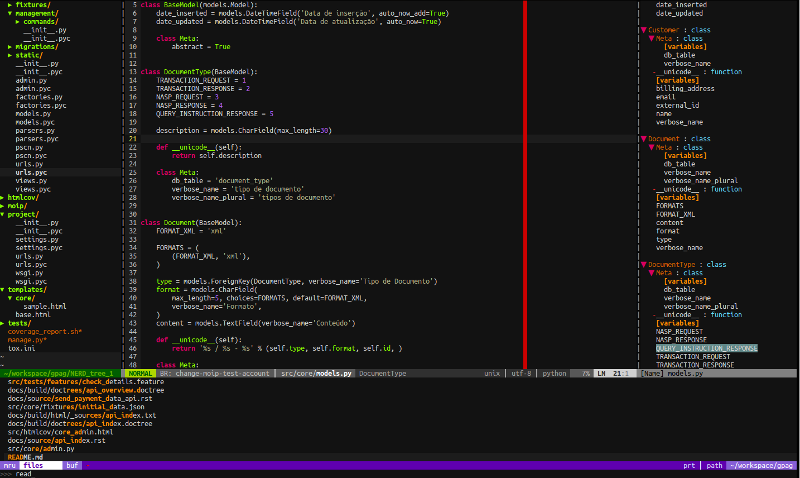 ▶ fixtures/
▼ management/
▶ commands/
__init__.py
__init__.pyc
▶ migrations/
▶ static/
__init__.py
__init__.pyc
admin.py
admin.pyc
factories.py
factories.pyc
models.py
models.pyc
parsers.py
parsers.pyc
pscn.py
pscn.pyc
urls.py
urls.pyc
views.py
views.pyc
▶ htmlcov/
▶ moip/
▼ project/
__init__.py
__init__.pyc
settings.py
settings.pyc
urls.py
urls.pyc
wsgi.py
wsgi.pyc
▼ templates/
▼ core/
sample.html
base.html
▶ tests/
coverage_report.sh*
manage.py*
tox.ini
~
~
~/workspace/gpag/NERD_tree_1
5 class BaseModel(models.Model):
6 date_inserted = models.DateTimeField('Data de inserção', auto_now_add=True)
7 date_updated = models.DateTimeField('Data de atualização', auto_now=True)
8
9 class Meta:
10 abstract = True
11
12
13 class DocumentType(BaseModel):
14 TRANSACTION_REQUEST = 1
15 TRANSACTION_RESPONSE = 2
16 NASP_REQUEST = 3
17 NASP_RESPONSE = 4
18 QUERY_INSTRUCTION_RESPONSE = 5
19
20 description = models.CharField(max_length=30)
21
22 def __unicode__(self):
23 return self.description
24
25 class Meta:
26 db_table = 'document_type'
27 verbose_name = 'tipo de documento'
28 verbose_name_plural = 'tipos de documento'
29
30
31 class Document(BaseModel):
32 FORMAT_XML = 'xml'
33
34 FORMATS = (
35 (FORMAT_XML, 'xml'),
36 )
37
38 type = models.ForeignKey(DocumentType, verbose_name='Tipo de Documento')
39 format = models.CharField(
40 max_length=5, choices=FORMATS, default=FORMAT_XML,
41 verbose_name='Formato',
42 )
43 content = models.TextField(verbose_name='Conteúdo')
44
45 def __unicode__(self):
46 return '%s / %s - %s' % (self.type, self.format, self.id, )
47
48 class Meta:
NORMAL BR: change-moip-test-account | src/core/models.py DocumentType unix | utf-8 | python 7% LN 21:1
date_inserted
date_updated
▼ Customer : class
▼ Meta : class
[variables]
db_table
verbose_name
-__unicode__ : function
[variables]
billing_address
email
external_id
name
verbose_name
▼ Document : class
▼ Meta : class
[variables]
db_table
verbose_name
verbose_name_plural
-__unicode__ : function
[variables]
FORMATS
FORMAT_XML
content
format
type
verbose_name
▼ DocumentType : class
▼ Meta : class
[variables]
db_table
verbose_name
verbose_name_plural
-__unicode__ : function
[variables]
NASP_REQUEST
NASP_RESPONSE
QUERY_INSTRUCTION_RESPONSE
TRANSACTION_REQUEST
TRANSACTION_RESPONSE
[Name] models.py
src/tests/features/check_details.feature
docs/build/doctrees/api_overview.doctree
docs/source/send_payment_data_api.rst
src/core/fixtures/initial_data.json
docs/build/html/_sources/api_index.txt
docs/build/doctrees/api_index.doctree
src/htmlcov/core_admin.html
docs/source/api_index.rst
src/core/admin.py
README.md
mru files buf prt | path ~/workspace/gpag
>>> read_